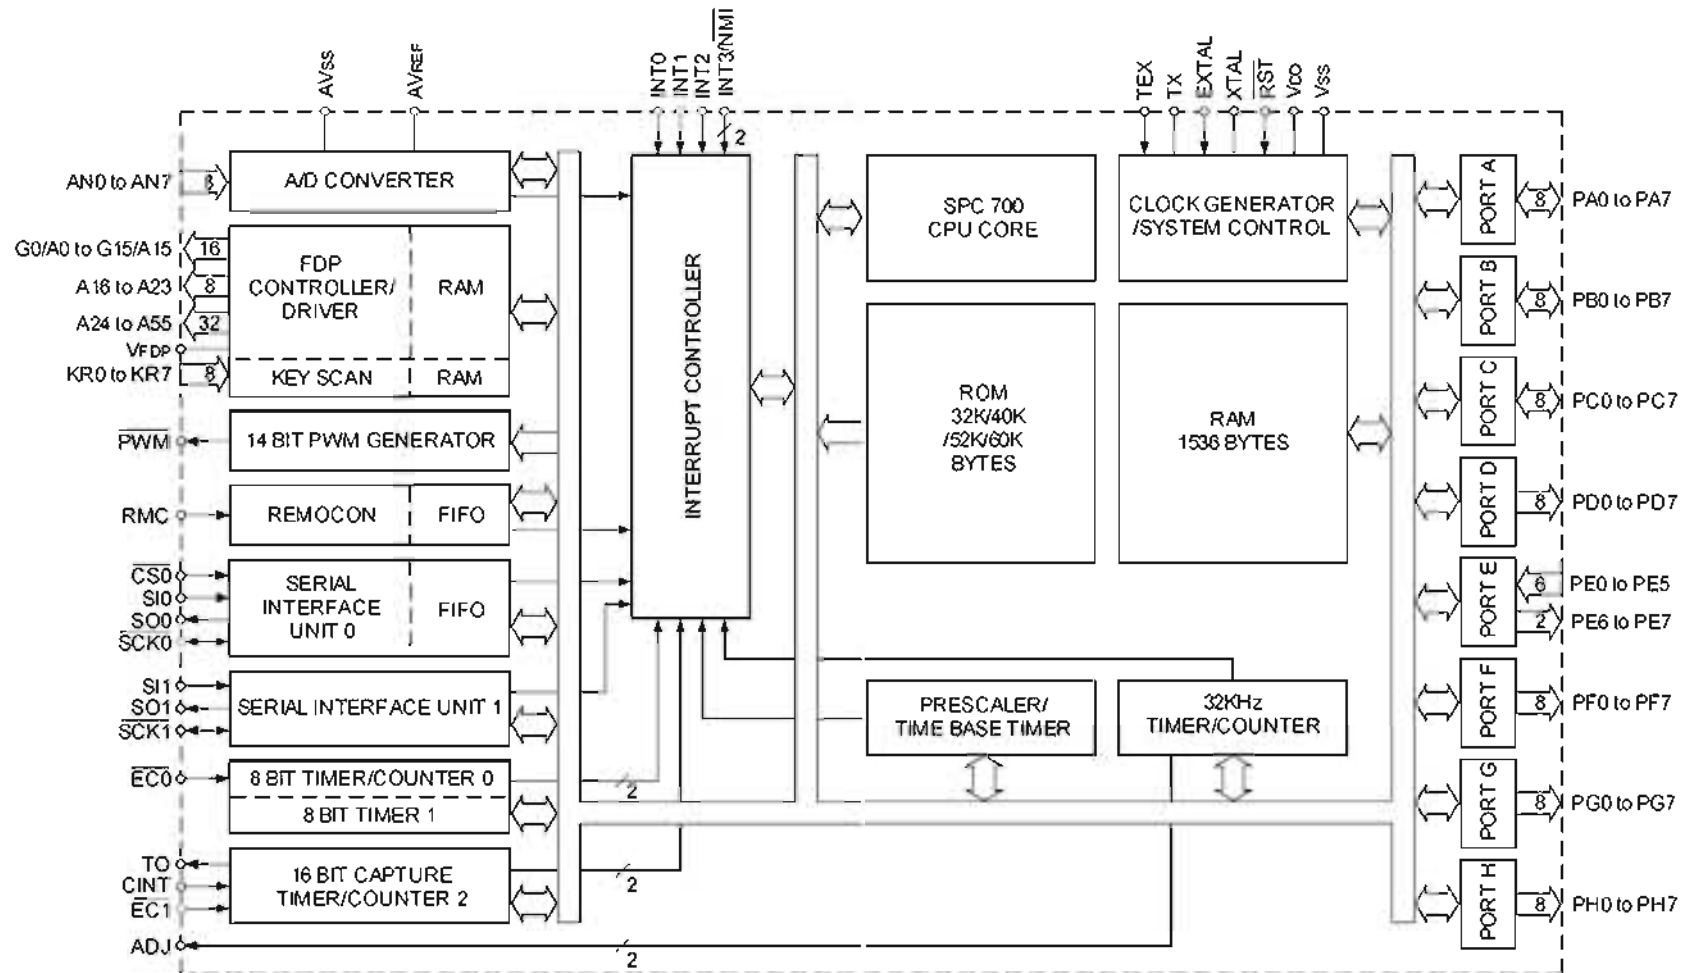 AVSS
AVREF
INT0
INT1
INT2
INT3/NMI
2
TEX
TX
EXTAL
XTAL
RST
VDD
VSS
AN0 to AN7
8
A/D CONVERTER
G0/A0 to G15/A15
16
A16 to A23
8
A24 to A55
32
VFDP
KR0 to KR7
8
FDP
CONTROLLER/
DRIVER
RAM
KEY SCAN
RAM
PWM
14 BIT PWM GENERATOR
RMC
REMOCON
FIFO
CS0
SI0
SO0
SCK0
SERIAL
INTERFACE
UNIT 0
FIFO
SI1
SO1
SCK1
SERIAL INTERFACE UNIT 1
EC0
8 BIT TIMER/COUNTER 0
8 BIT TIMER 1
2
TO
CINT
EC1
16 BIT CAPTURE
TIMER/COUNTER 2
2
ADJ
2
INTERRUPT CONTROLLER
SPC 700
CPU CORE
CLOCK GENERATOR
/SYSTEM CONTROL
ROM
32K/40K
/52K/60K
BYTES
RAM
1536 BYTES
PRESCALER/
TIME BASE TIMER
32KHz
TIMER/COUNTER
PORT A
8
PA0 to PA7
PORT B
8
PB0 to PB7
PORT C
8
PC0 to PC7
PORT D
8
PD0 to PD7
PORT E
6
PE0 to PE5
2
PE6 to PE7
PORT F
8
PF0 to PF7
PORT G
8
PG0 to PG7
PORT H
8
PH0 to PH7